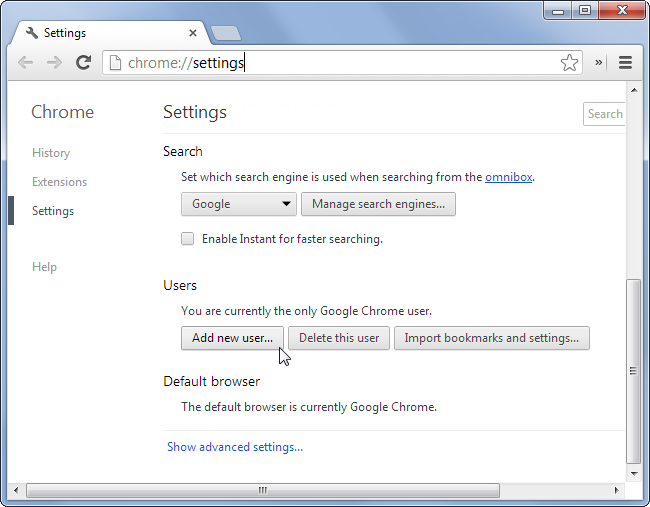 Settings
chrome://settings
»
Chrome
Settings
Search
History
Extensions
Settings
Help
Search
Set which search engine is used when searching from the omnibox.
Google
Manage search engines...
Enable Instant for faster searching.
Users
You are currently the only Google Chrome user.
Add new user...
Delete this user
Import bookmarks and settings...
Default browser
The default browser is currently Google Chrome.
Show advanced settings...